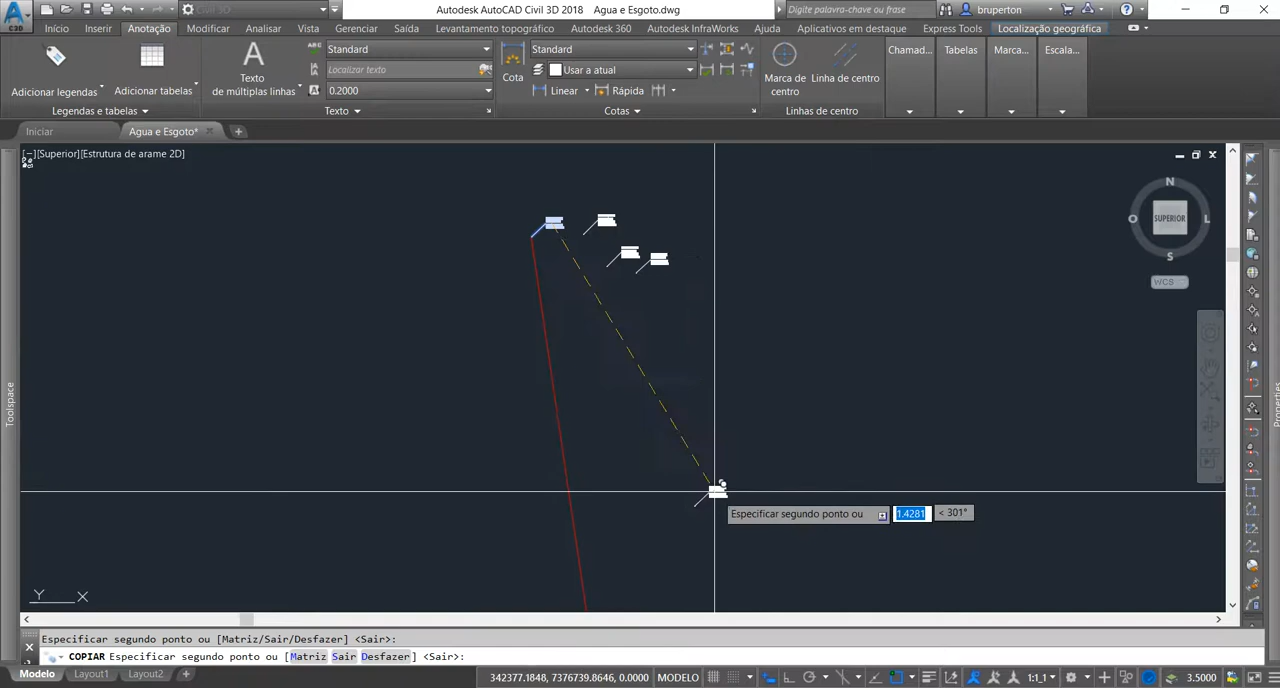 Autodesk AutoCAD Civil 3D 2018 Agua e Esgoto.dwg
Civil 3D
Digite palavra-chave ou frase
bruperton
C3D
Início Inserir Anotação Modificar Analisar Vista Gerenciar Saída Levantamento topográfico Autodesk 360 Autodesk InfraWorks Ajuda Aplicativos em destaque Express Tools Localização geográfica
Adicionar legendas
Adicionar tabelas
Legendas e tabelas
Texto
de múltiplas linhas
Standard
Localizar texto
0.2000
Texto
Cota
Standard
Usar a atual
Linear
Rápida
Cotas
Marca de
centro
Linha de centro
Linhas de centro
Chamad...
Tabelas
Marca...
Escala...
Iniciar
Agua e Esgoto*
[−][Superior][Estrutura de arame 2D]
N
O
SUPERIOR
L
S
WCS
Toolspace
Properties
Especificar segundo ponto ou
1.4281
< 301°
Y
X
Especificar segundo ponto ou [Matriz/Sair/Desfazer] <Sair>:
COPIAR Especificar segundo ponto ou [Matriz Sair Desfazer] <Sair>:
Modelo Layout1 Layout2
342377.1848, 7376739.8646, 0.0000 MODELO
1:1_
3.5000